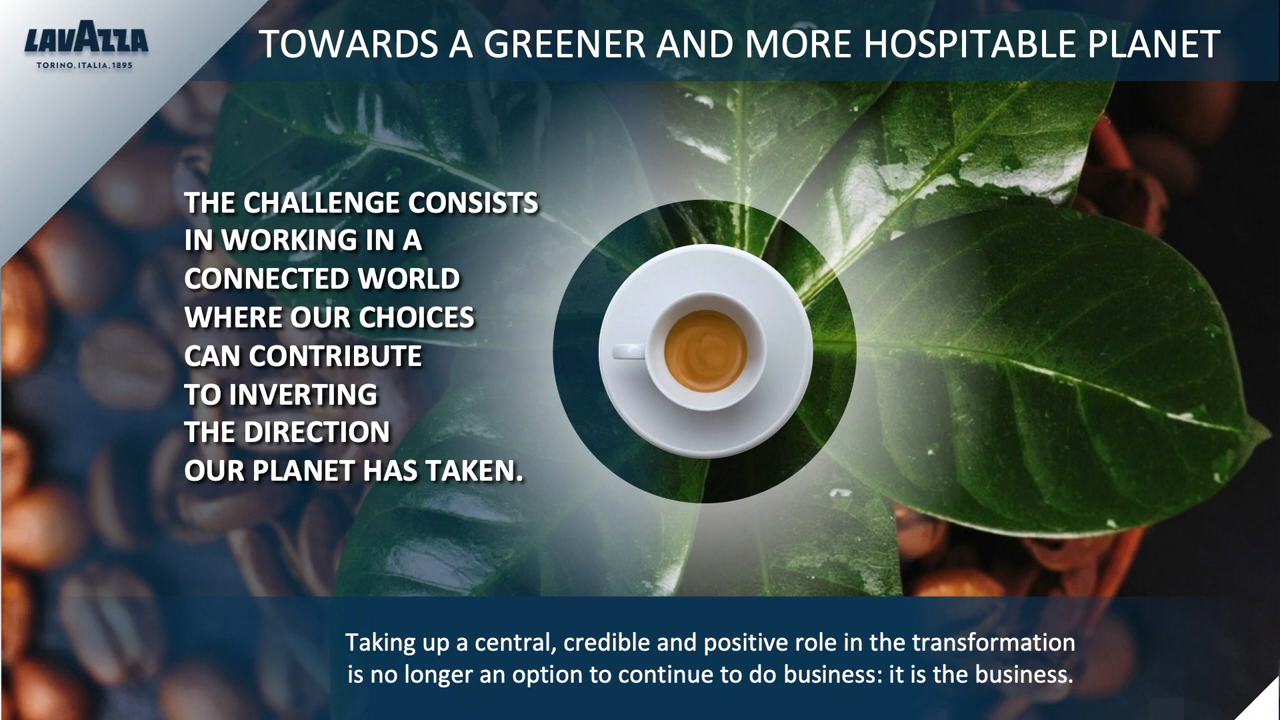 LAVAZZA
TORINO, ITALIA, 1895
TOWARDS A GREENER AND MORE HOSPITABLE PLANET
THE CHALLENGE CONSISTS
IN WORKING IN A
CONNECTED WORLD
WHERE OUR CHOICES
CAN CONTRIBUTE
TO INVERTING
THE DIRECTION
OUR PLANET HAS TAKEN.
Taking up a central, credible and positive role in the transformation
is no longer an option to continue to do business: it is the business.